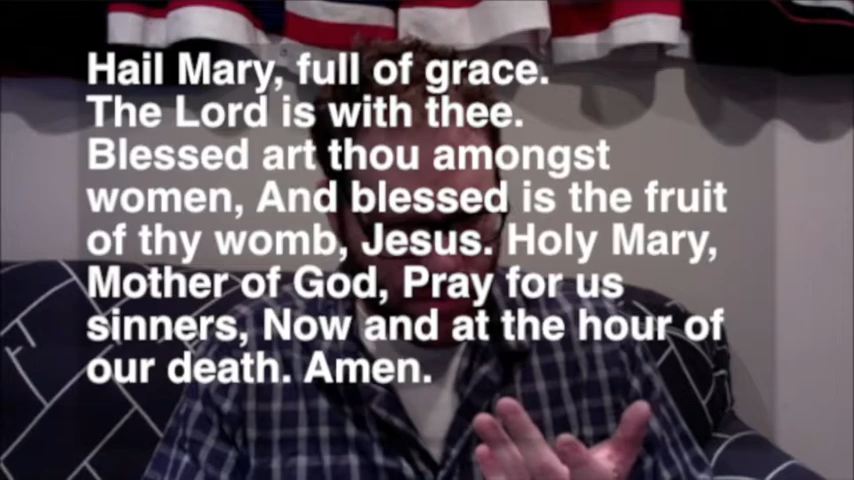 Hail Mary, full of grace.
The Lord is with thee.
Blessed art thou amongst
women, And blessed is the fruit
of thy womb, Jesus. Holy Mary,
Mother of God, Pray for us
sinners, Now and at the hour of
our death. Amen.